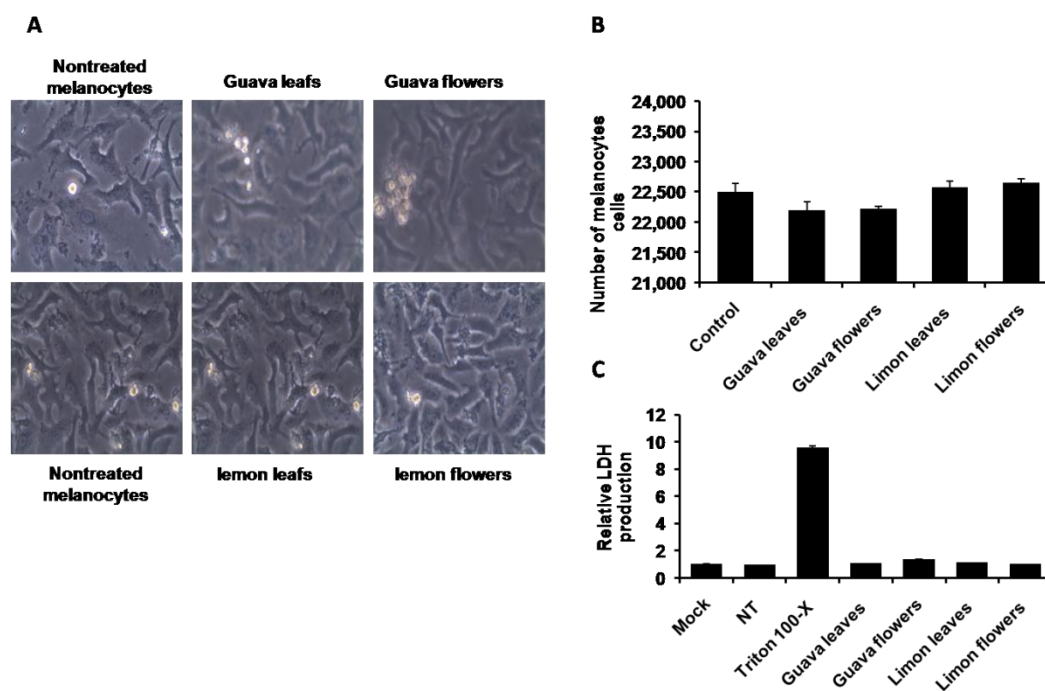 A
Nontreated
melanocytes
Guava leafs
Guava flowers
Nontreated
melanocytes
lemon leafs
lemon flowers
B
Number of melanocytes
cells
24,000
23,500
23,000
22,500
22,000
21,500
21,000
Control
Guava leaves
Guava flowers
Limon leaves
Limon flowers
C
Relative LDH
production
12
10
8
6
4
2
0
Mock
NT
Triton 100-X
Guava leaves
Guava flowers
Limon leaves
Limon flowers